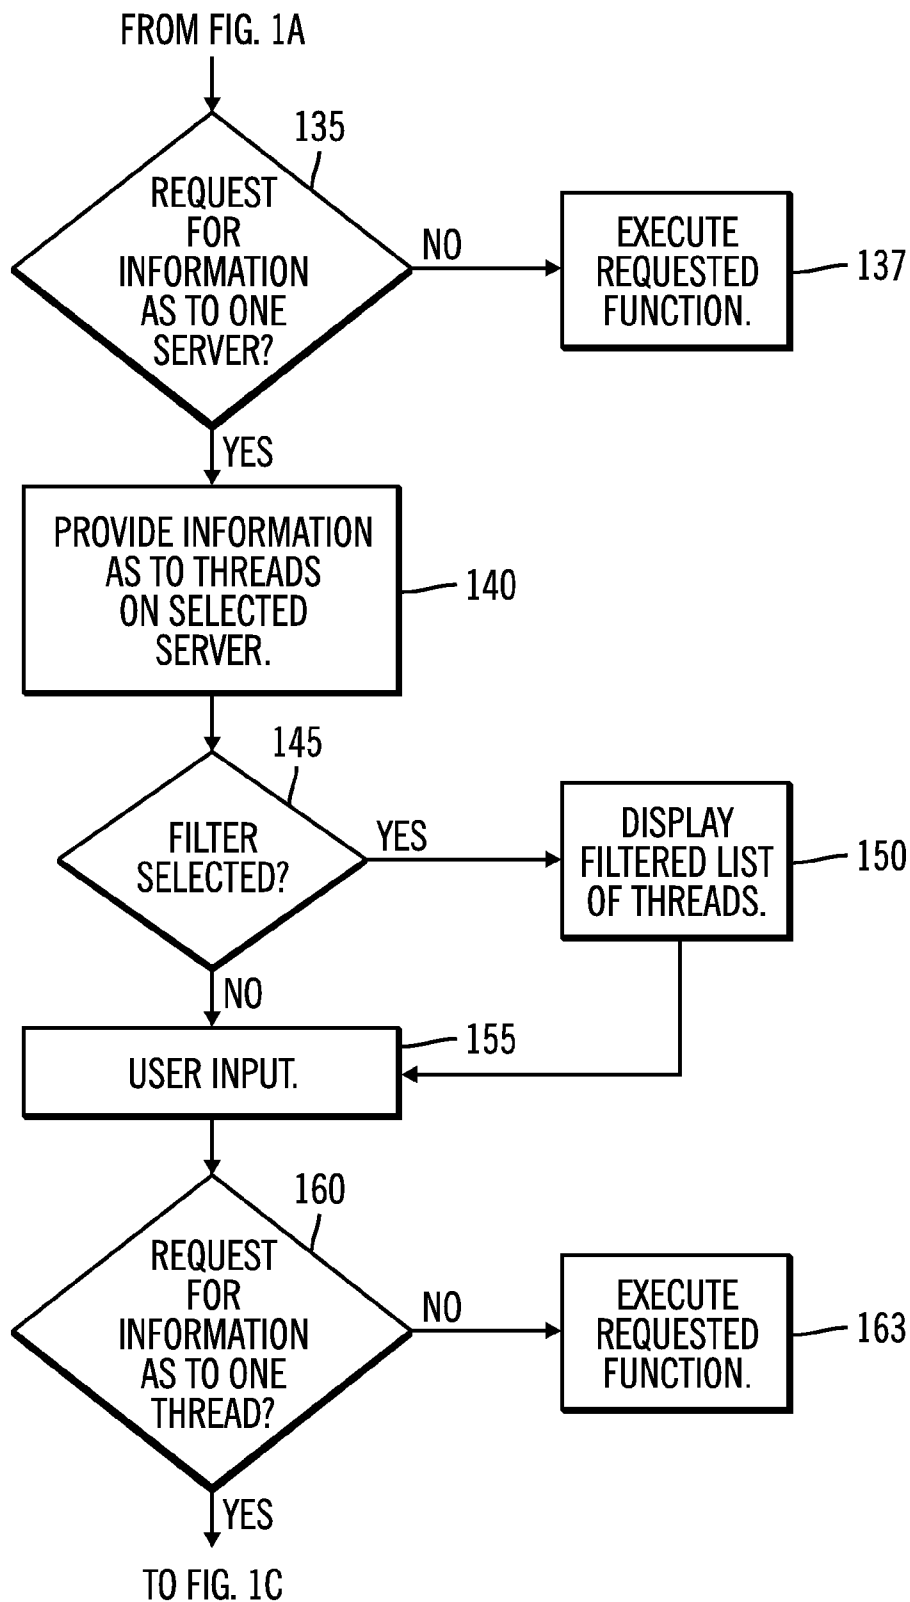 FROM FIG. 1A
135
REQUEST
FOR
INFORMATION
AS TO ONE
SERVER?
NO
EXECUTE
REQUESTED
FUNCTION.
137
YES
PROVIDE INFORMATION
AS TO THREADS
ON SELECTED
SERVER.
140
145
FILTER
SELECTED?
YES
DISPLAY
FILTERED LIST
OF THREADS.
150
NO
155
USER INPUT.
160
REQUEST
FOR
INFORMATION
AS TO ONE
THREAD?
NO
EXECUTE
REQUESTED
FUNCTION.
163
YES
TO FIG. 1C